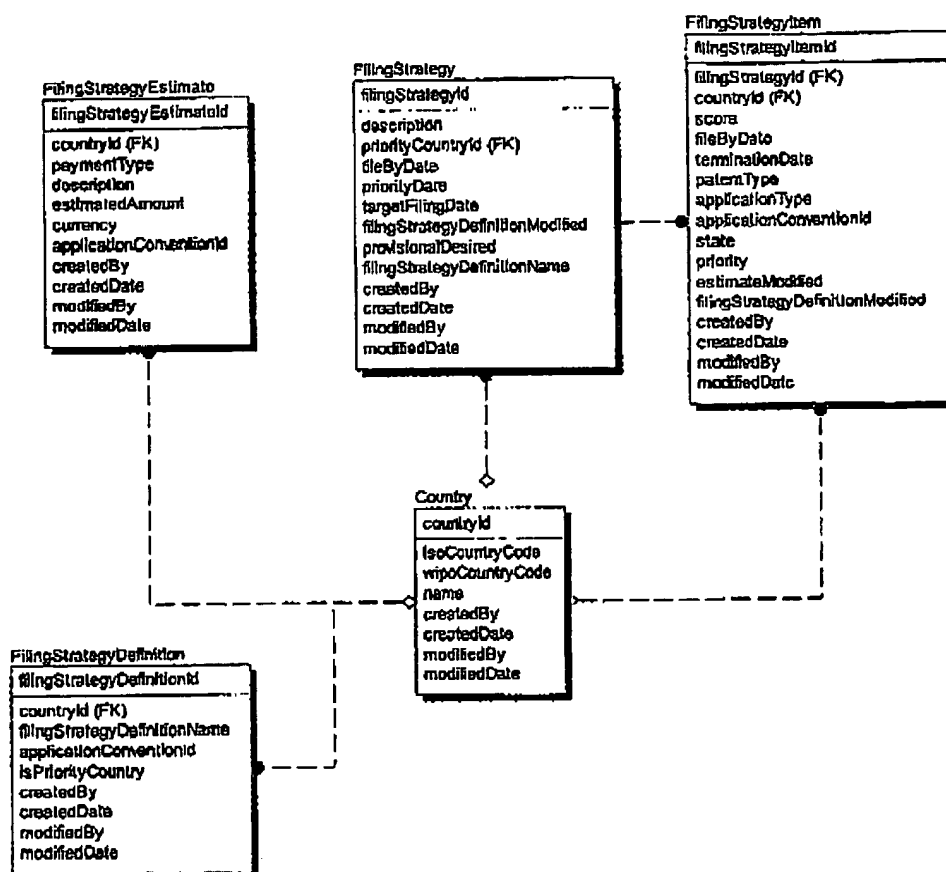 FilingStrategyEstimate
filingStrategyEstimateId
countryId (FK)
paymentType
description
estimatedAmount
currency
applicationConventionId
createdBy
createdDate
modifiedBy
modifiedDate
FilingStrategy
filingStrategyId
description
priorityCountryId (FK)
fileByDate
priorityDate
targetFilingDate
filingStrategyDefinitionModified
provisionalDesired
filingStrategyDefinitionName
createdBy
createdDate
modifiedBy
modifiedDate
FilingStrategyItem
filingStrategyItemId
filingStrategyId (FK)
countryId (FK)
score
fileByDate
terminationDate
patentType
applicationType
applicationConventionId
state
priority
estimateModified
filingStrategyDefinitionModified
createdBy
createdDate
modifiedBy
modifiedDate
Country
countryId
isoCountryCode
wipoCountryCode
name
createdBy
createdDate
modifiedBy
modifiedDate
FilingStrategyDefinition
filingStrategyDefinitionId
countryId (FK)
filingStrategyDefinitionName
applicationConventionId
isPriorityCountry
createdBy
createdDate
modifiedBy
modifiedDate